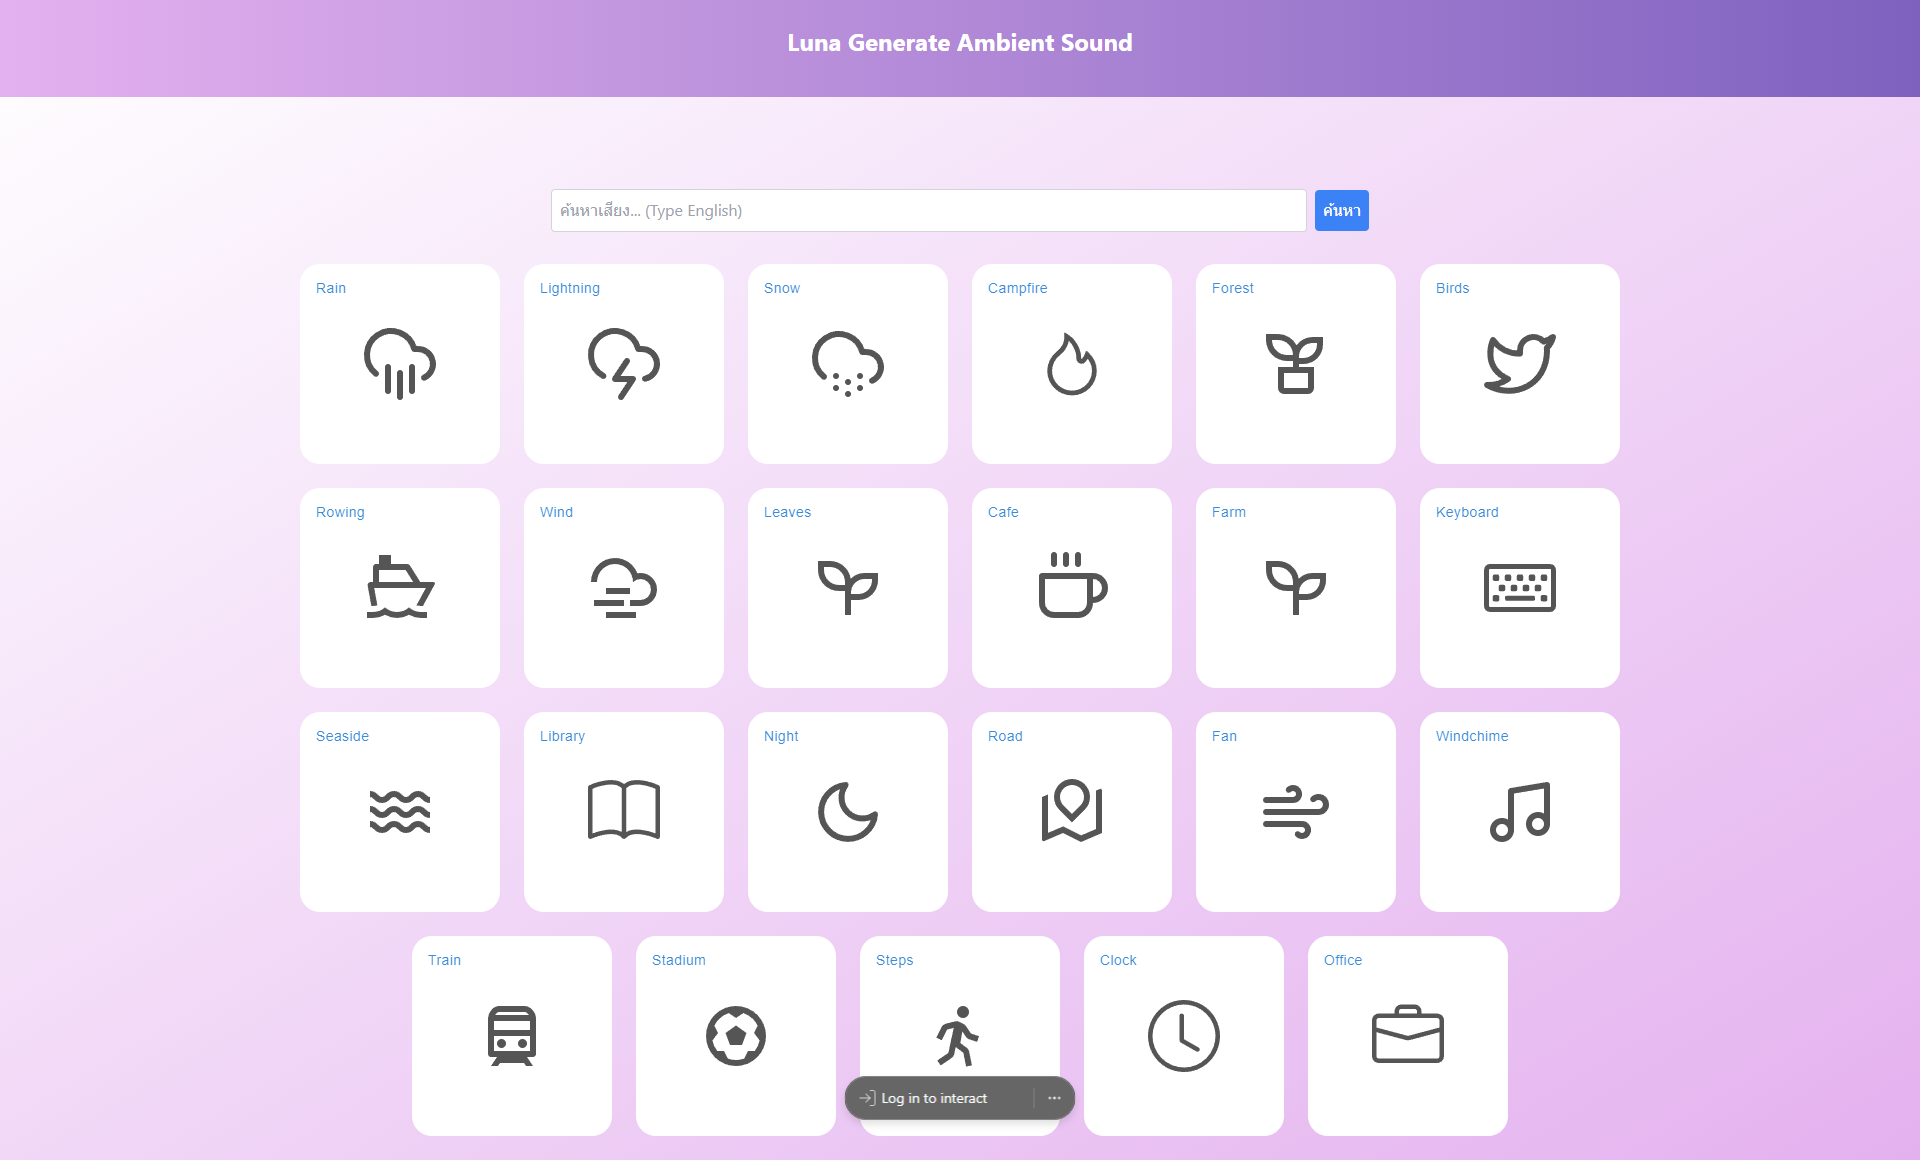 Luna Generate Ambient Sound
ค้นหาเสียง... (Type English)
ค้นหา
Rain
Lightning
Snow
Campfire
Forest
Birds
Rowing
Wind
Leaves
Cafe
Farm
Keyboard
Seaside
Library
Night
Road
Fan
Windchime
Train
Stadium
Steps
Clock
Office
Log in to interact